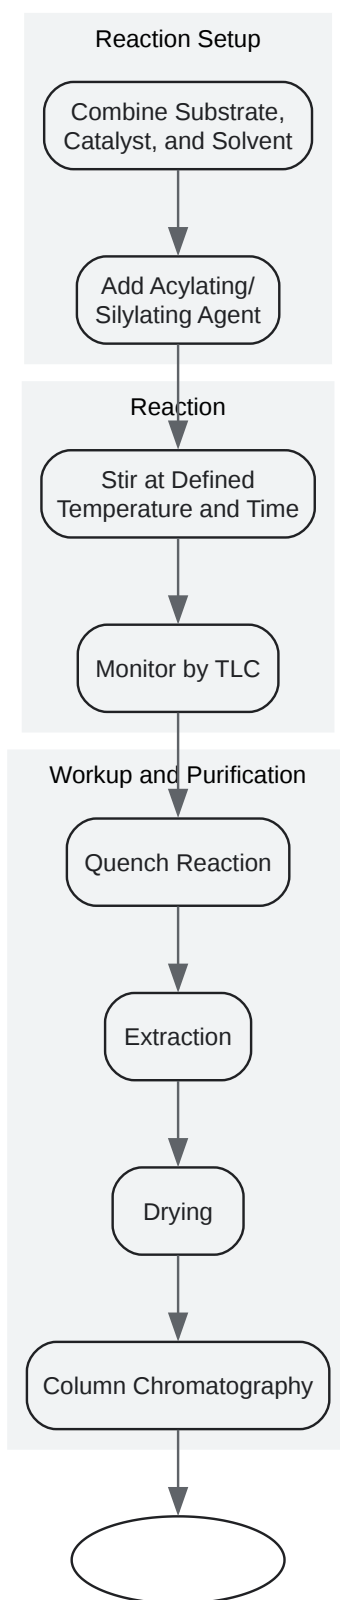 Reaction Setup
Combine Substrate,
Catalyst, and Solvent
Add Acylating/
Silylating Agent
Reaction
Stir at Defined
Temperature and Time
Monitor by TLC
Workup and Purification
Quench Reaction
Extraction
Drying
Column Chromatography